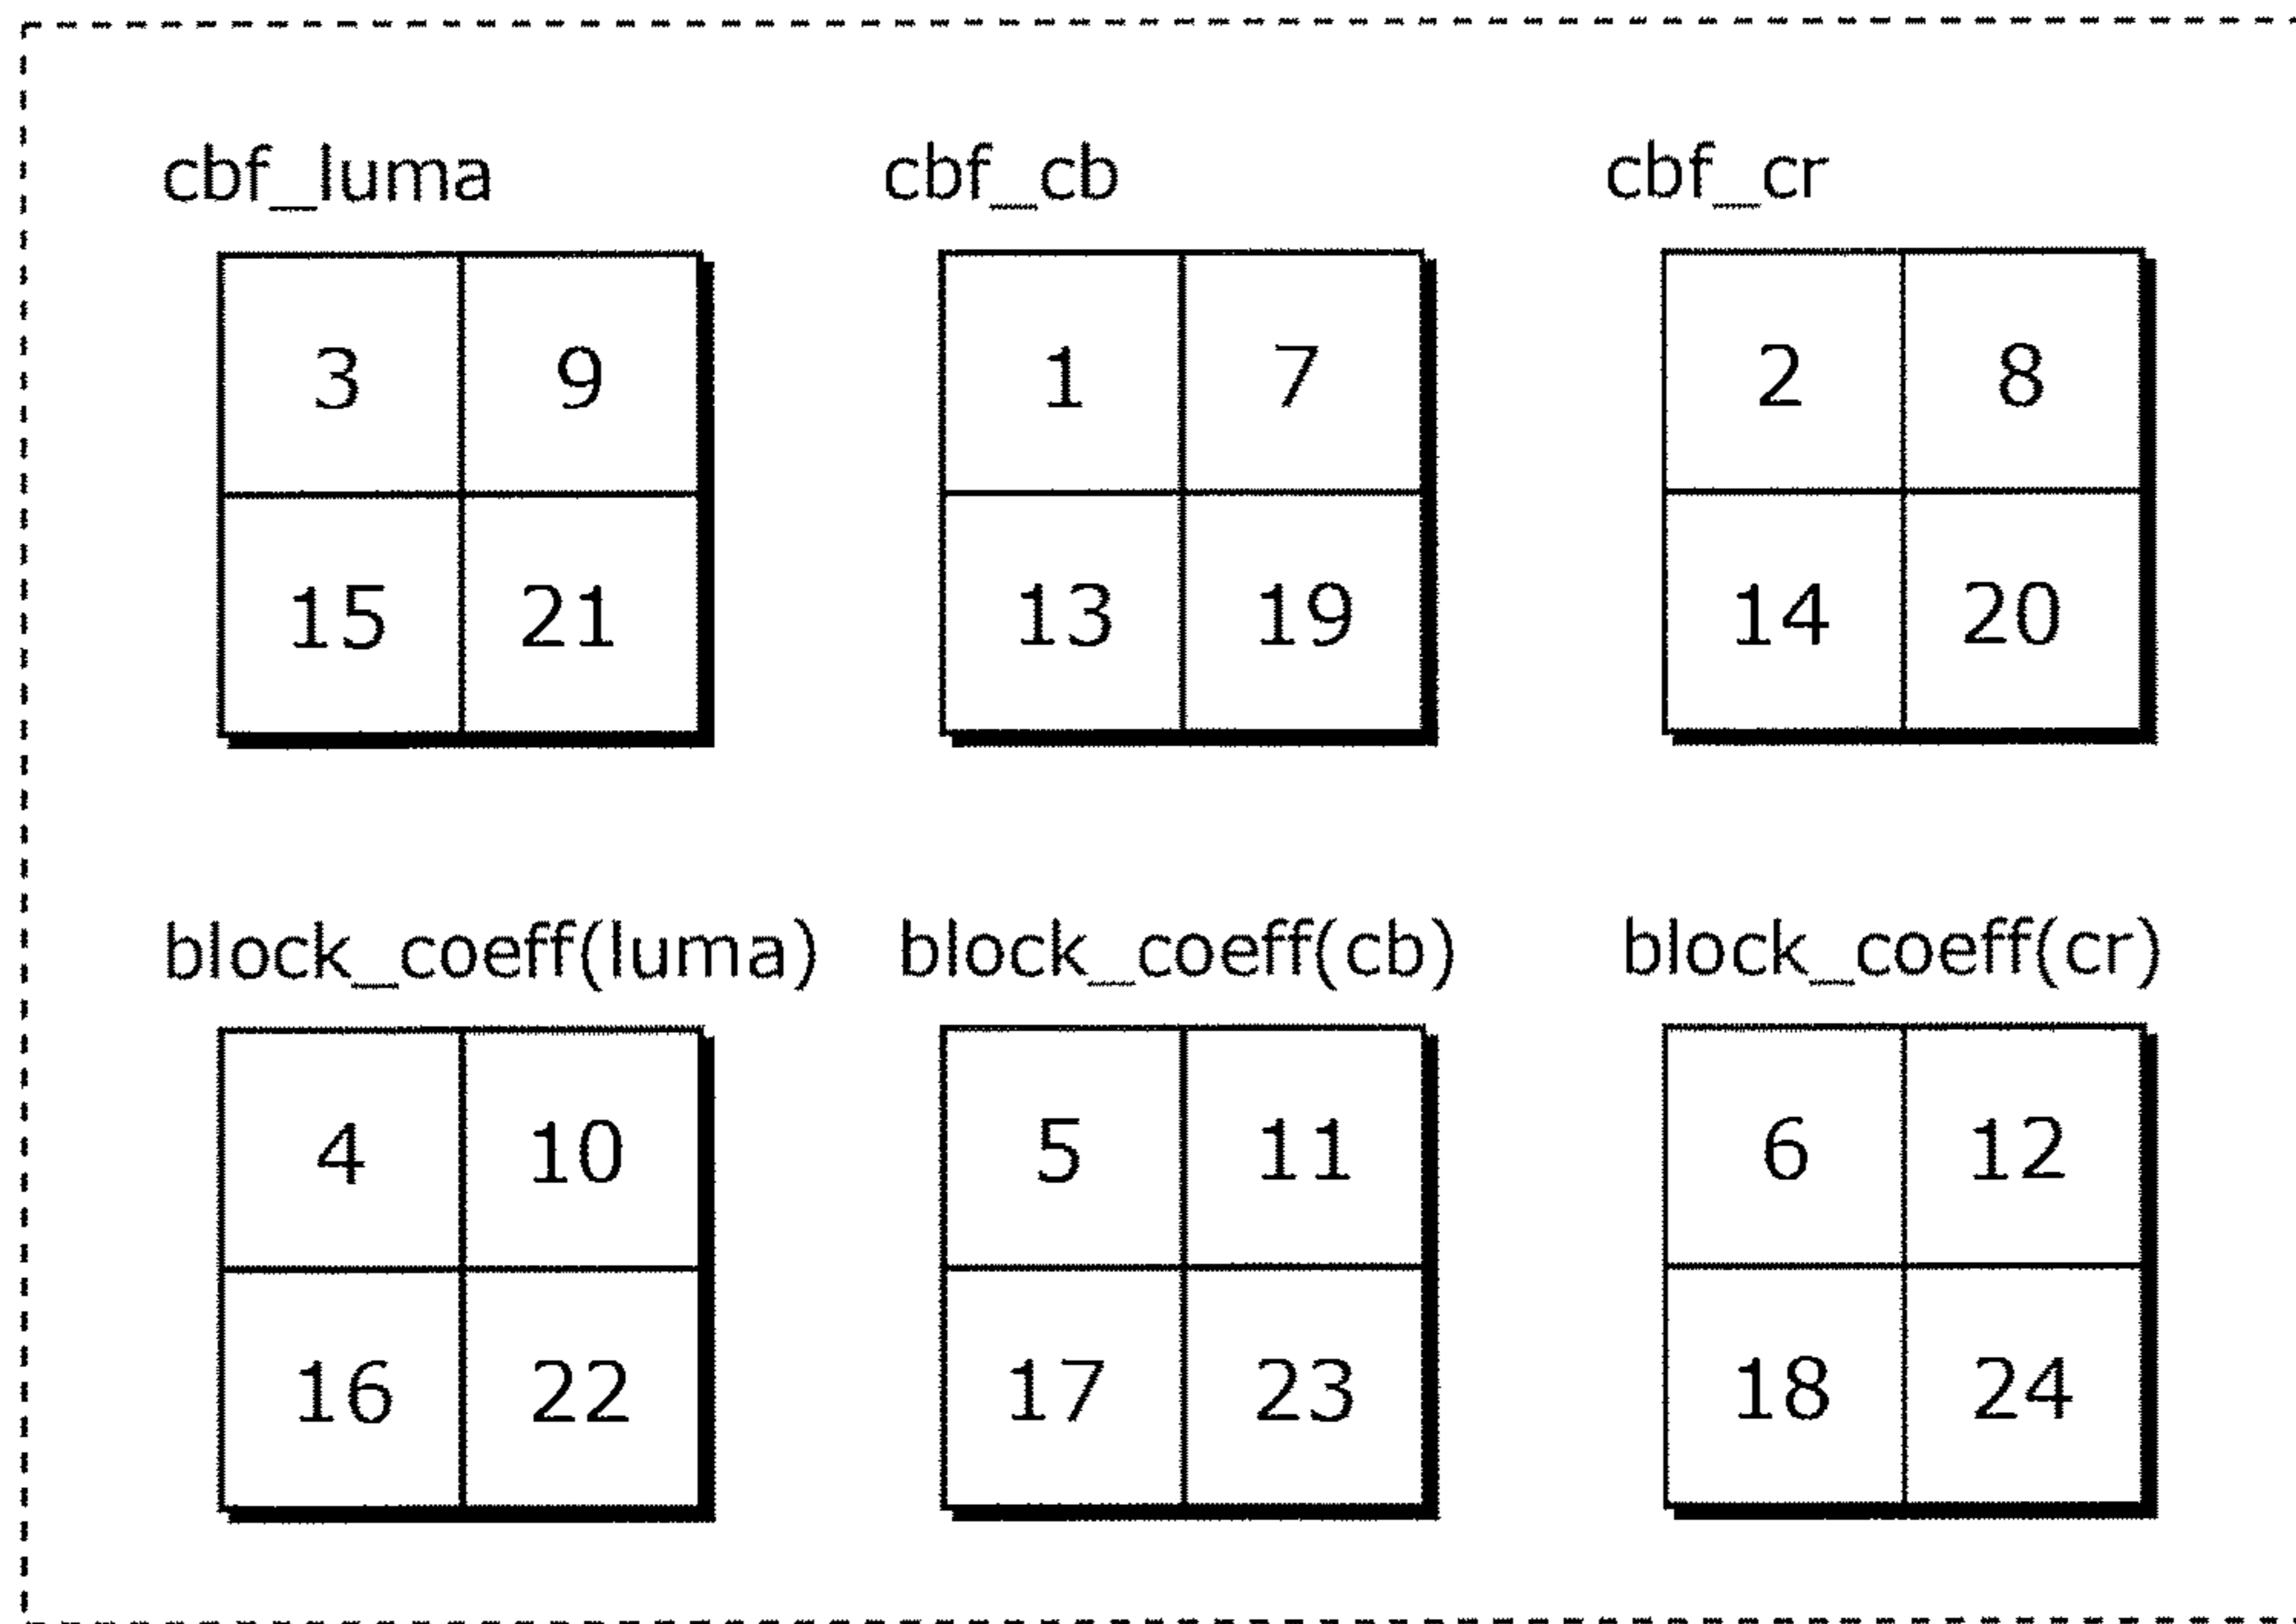 cbf_luma cbf_cb cbf_cr
3 9 1 7 2 8
15 21 13 19 14 20
block_coeff(luma) block_coeff(cb) block_coeff(cr)
4 10 5 11 6 12
16 22 17 23 18 24